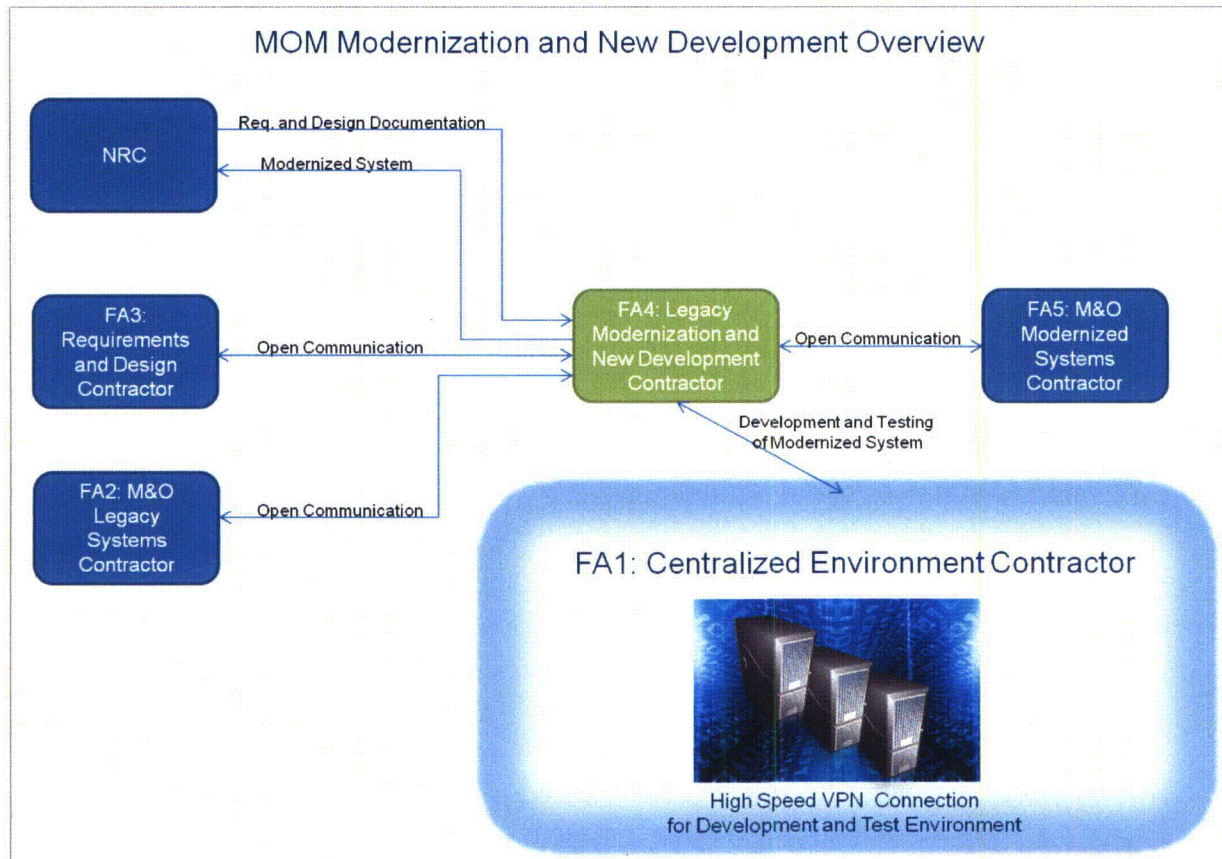 MOM Modernization and New Development Overview
NRC
Req. and Design Documentation
Modernized System
FA3:
Requirements
and Design
Contractor
Open Communication
FA4: Legacy
Modernization and
New Development
Contractor
Open Communication
FA5: M&O
Modernized
Systems
Contractor
Development and Testing
of Modernized System
FA2: M&O
Legacy
Systems
Contractor
Open Communication
FA1: Centralized Environment Contractor
High Speed VPN Connection
for Development and Test Environment